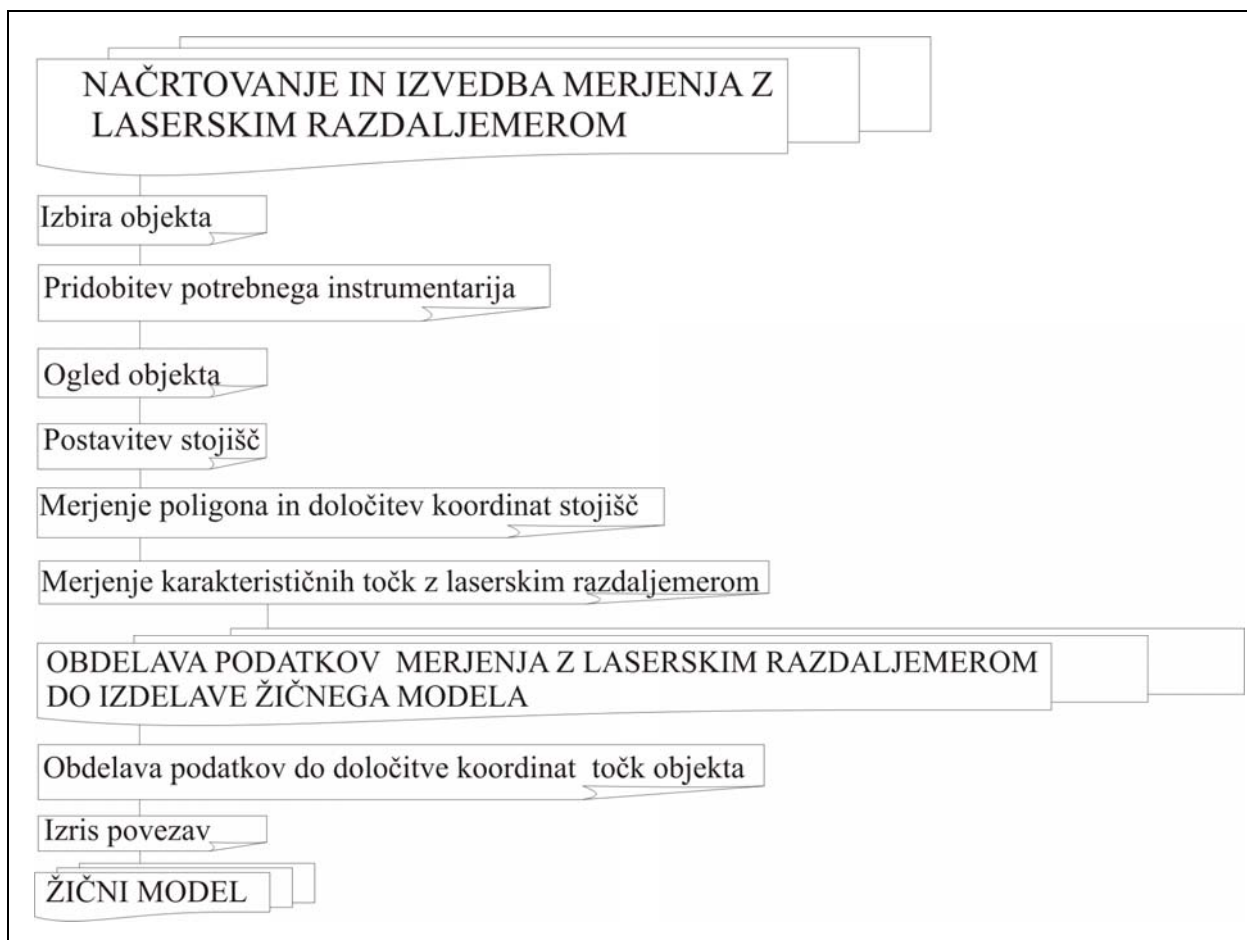 NAČRTOVANJE IN IZVEDBA MERJENJA Z
LASERSKIM RAZDALJEMEROM
Izbira objekta
Pridobitev potrebnega instrumentarija
Ogled objekta
Postavitev stojišč
Merjenje poligona in določitev koordinat stojišč
Merjenje karakterističnih točk z laserskim razdaljemerom
OBDELAVA PODATKOV MERJENJA Z LASERSKIM RAZDALJEMEROM
DO IZDELAVE ŽIČNEGA MODELA
Obdelava podatkov do določitve koordinat točk objekta
Izris povezav
ŽIČNI MODEL